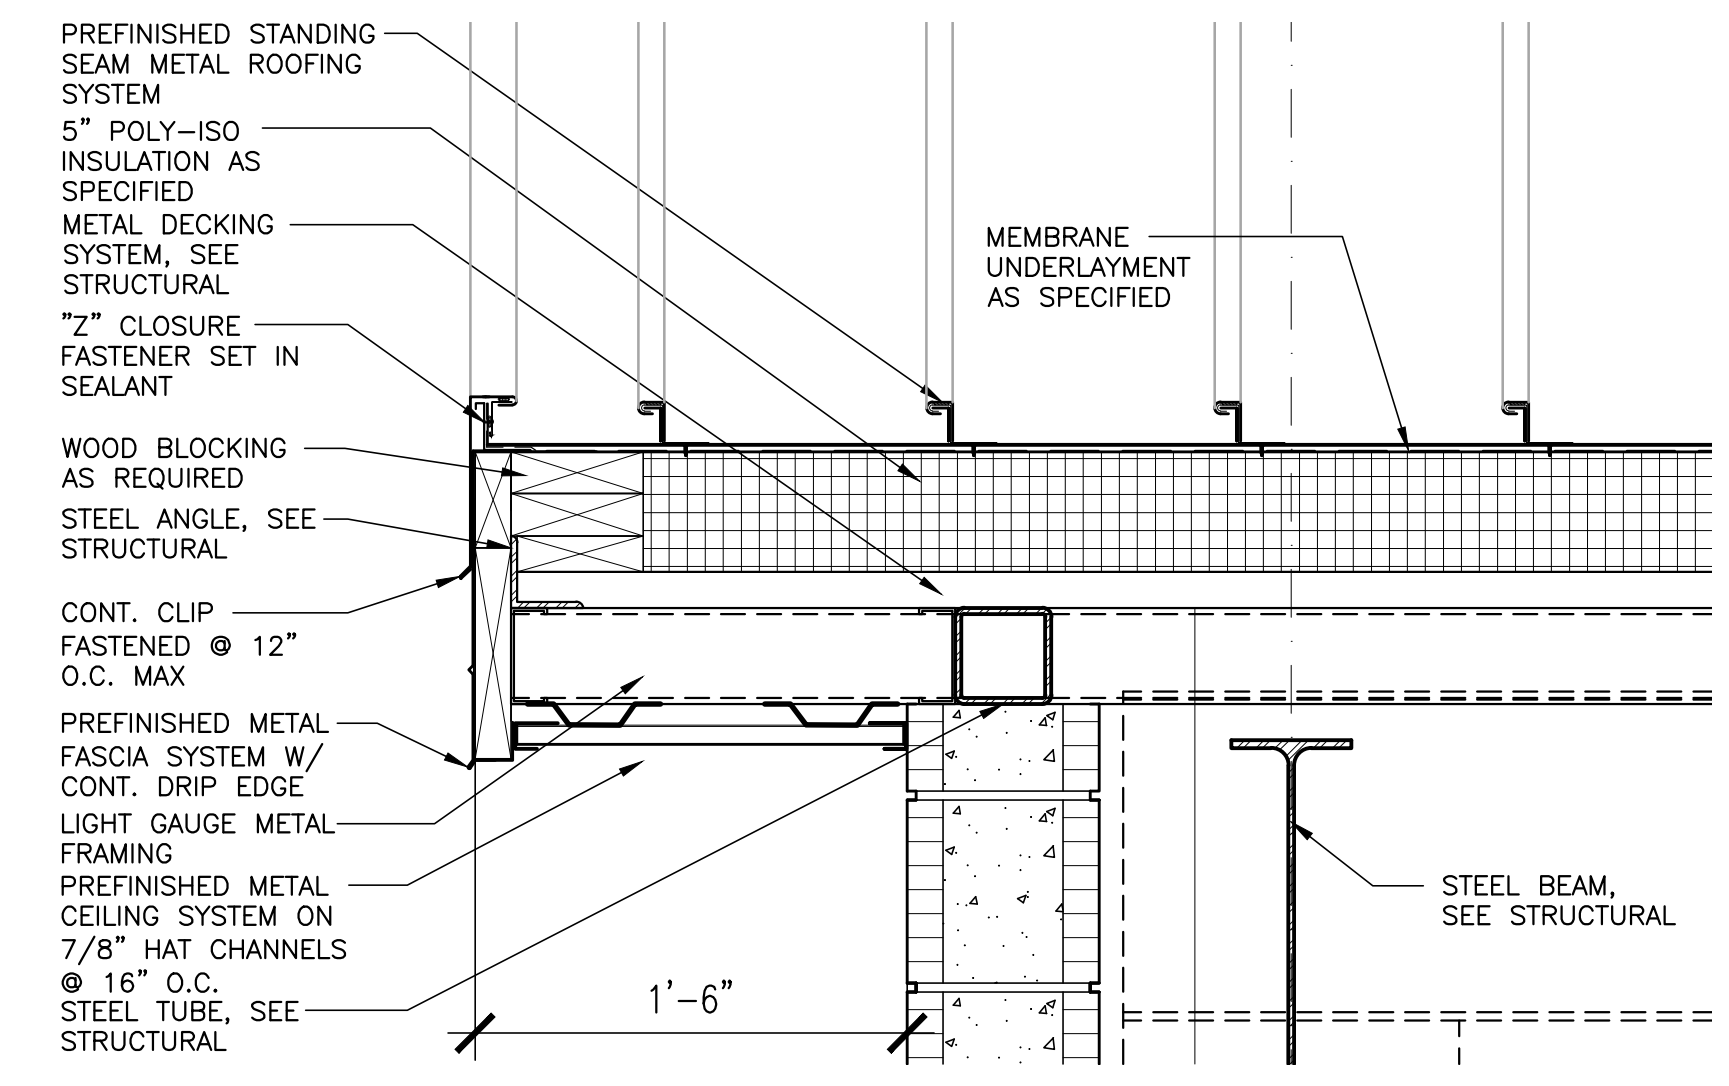 PREFINISHED STANDING
SEAM METAL ROOFING
SYSTEM
5” POLY–ISO
INSULATION AS
SPECIFIED
METAL DECKING
SYSTEM, SEE
STRUCTURAL
”Z” CLOSURE
FASTENER SET IN
SEALANT
WOOD BLOCKING
AS REQUIRED
STEEL ANGLE, SEE
STRUCTURAL
CONT. CLIP
FASTENED @ 12”
O.C. MAX
PREFINISHED METAL
FASCIA SYSTEM W/
CONT. DRIP EDGE
LIGHT GAUGE METAL
FRAMING
PREFINISHED METAL
CEILING SYSTEM ON
7/8” HAT CHANNELS
@ 16” O.C.
STEEL TUBE, SEE
STRUCTURAL
MEMBRANE
UNDERLAYMENT
AS SPECIFIED
STEEL BEAM,
SEE STRUCTURAL
1’–6”